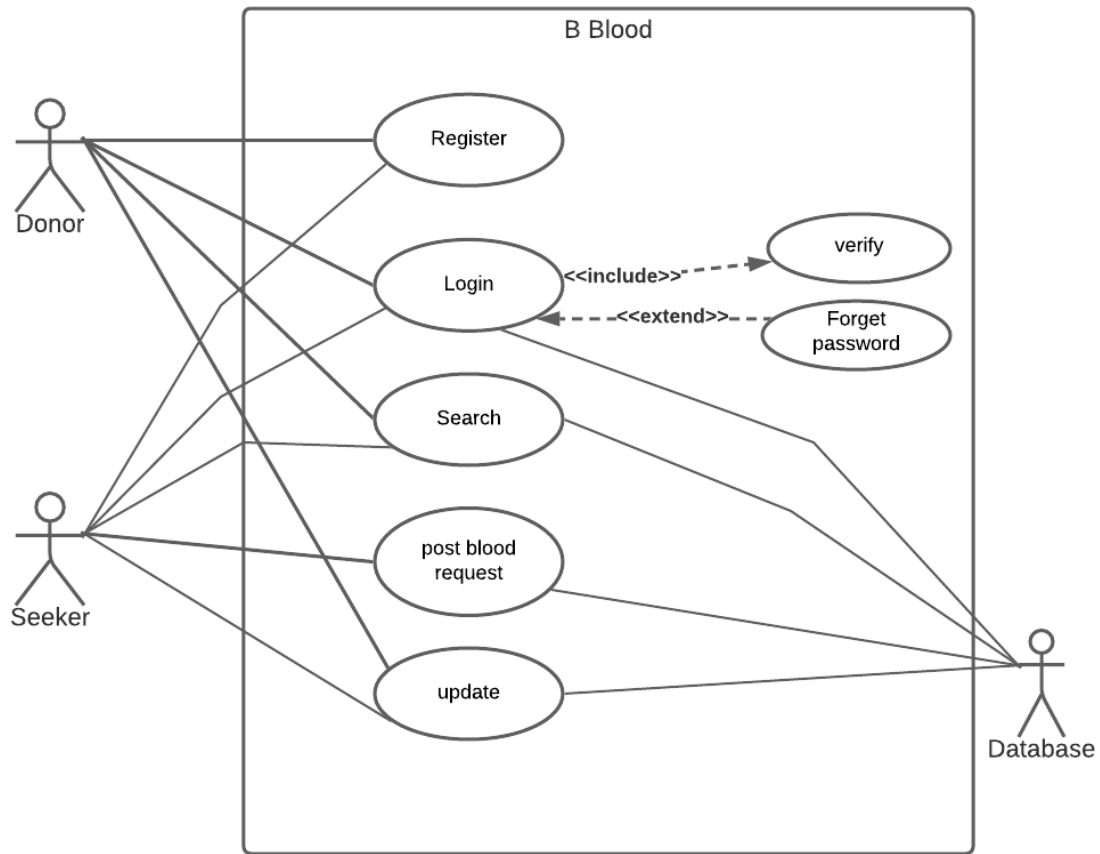 B Blood
Register
Donor
Login
<<include>>
verify
<<extend>>
Forget
password
Search
post blood
request
Seeker
update
Database